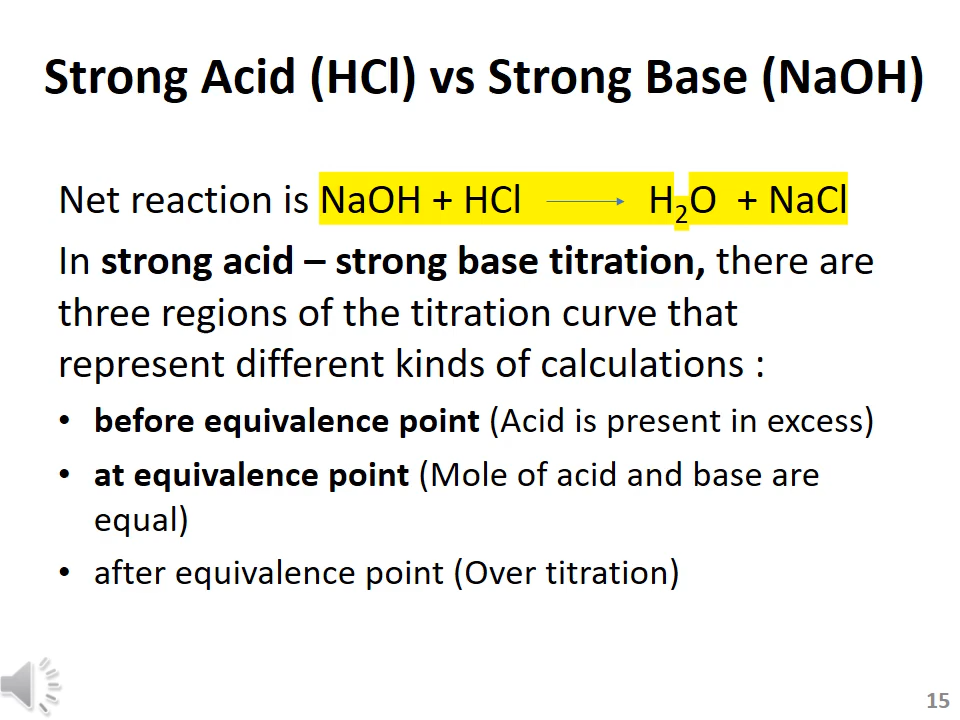 Strong Acid (HCl) vs Strong Base (NaOH)
Net reaction is NaOH + HCl ⟶ H₂O + NaCl
In strong acid – strong base titration, there are
three regions of the titration curve that
represent different kinds of calculations :
• before equivalence point (Acid is present in excess)
• at equivalence point (Mole of acid and base are
equal)
• after equivalence point (Over titration)
15